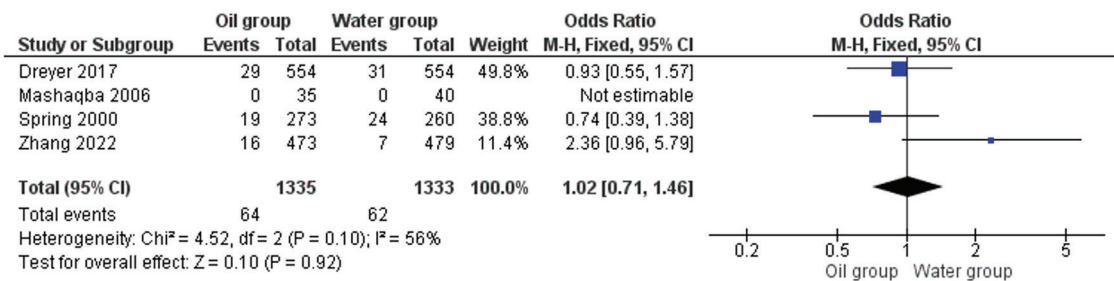 Oil group Water group Odds Ratio Odds Ratio
Study or Subgroup Events Total Events Total Weight M-H, Fixed, 95% CI M-H, Fixed, 95% CI
Dreyer 2017 29 554 31 554 49.8% 0.93 [0.55, 1.57]
Mashaqba 2006 0 35 0 40 Not estimable
Spring 2000 19 273 24 260 38.8% 0.74 [0.39, 1.38]
Zhang 2022 16 473 7 479 11.4% 2.36 [0.96, 5.79]
Total (95% CI) 1335 1333 100.0% 1.02 [0.71, 1.46]
Total events 64 62
Heterogeneity: Chi² = 4.52, df = 2 (P = 0.10); I² = 56%
Test for overall effect: Z = 0.10 (P = 0.92)
0.2 0.5 1 2 5
Oil group Water group